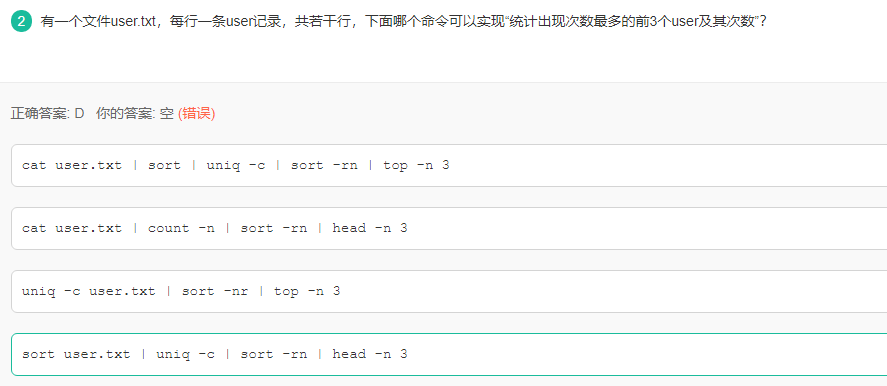 2 有一个文件user.txt，每行一条user记录，共若干行，下面哪个命令可以实现“统计出现次数最多的前3个user及其次数”？
正确答案: D 你的答案: 空 (错误)
cat user.txt | sort | uniq -c | sort -rn | top -n 3
cat user.txt | count -n | sort -rn | head -n 3
uniq -c user.txt | sort -nr | top -n 3
sort user.txt | uniq -c | sort -rn | head -n 3